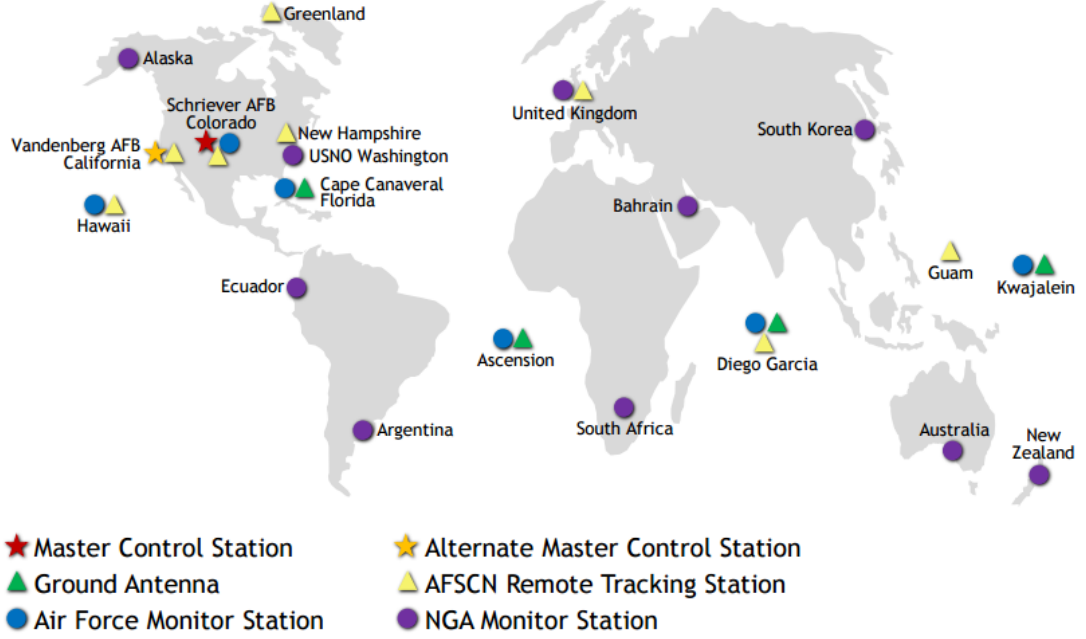 Greenland
Alaska
Schriever AFB
Colorado
New Hampshire
Vandenberg AFB
California
USNO Washington
Cape Canaveral
Florida
Hawaii
United Kingdom
South Korea
Bahrain
Guam
Kwajalein
Ecuador
Ascension
Diego Garcia
Argentina
South Africa
Australia
New
Zealand
Master Control Station
Alternate Master Control Station
Ground Antenna
AFSCN Remote Tracking Station
Air Force Monitor Station
NGA Monitor Station